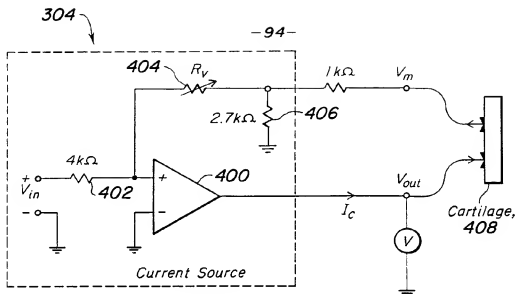 304
-94-
404
Rv
1kΩ
Vm
2.7kΩ
406
4kΩ
+
Vin
-
402
+
-
400
Vout
Ic
V
Cartilage,
408
Current Source